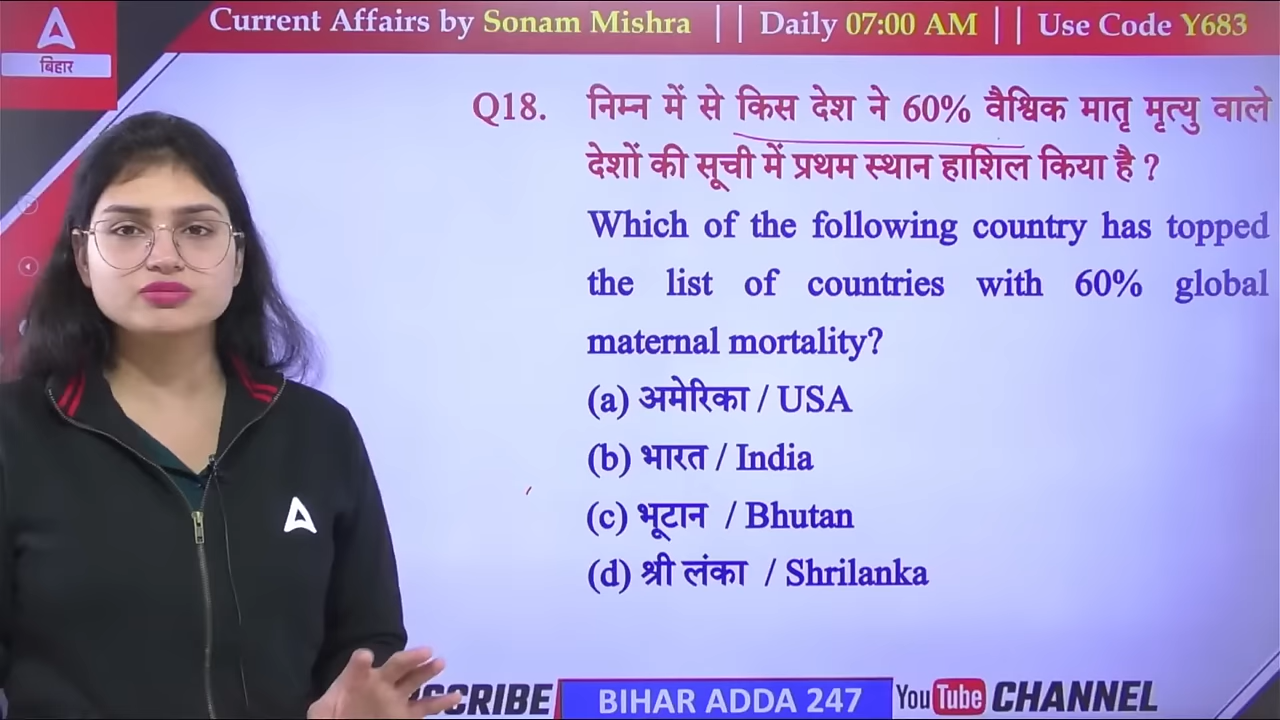 Current Affairs by Sonam Mishra || Daily 07:00 AM || Use Code Y683
बिहार
Q18. निम्न में से किस देश ने 60% वैश्विक मातृ मृत्यु वाले
देशों की सूची में प्रथम स्थान हाशिल किया है ?
Which of the following country has topped
the list of countries with 60% global
maternal mortality?
(a) अमेरिका / USA
(b) भारत / India
(c) भूटान / Bhutan
(d) श्री लंका / Shrilanka
SCRIBE BIHAR ADDA 247 YouTube CHANNEL